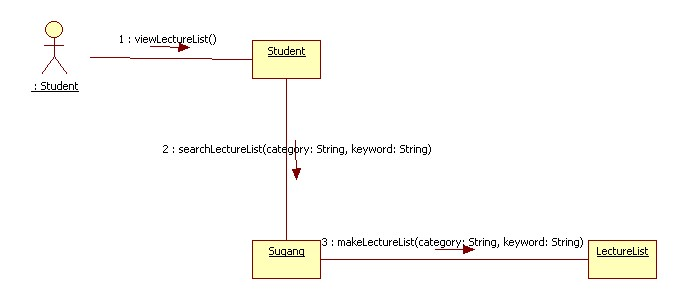 1 : viewLectureList()
Student
: Student
2 : searchLectureList(category: String, keyword: String)
3 : makeLectureList(category: String, keyword: String)
Sugang
LectureList